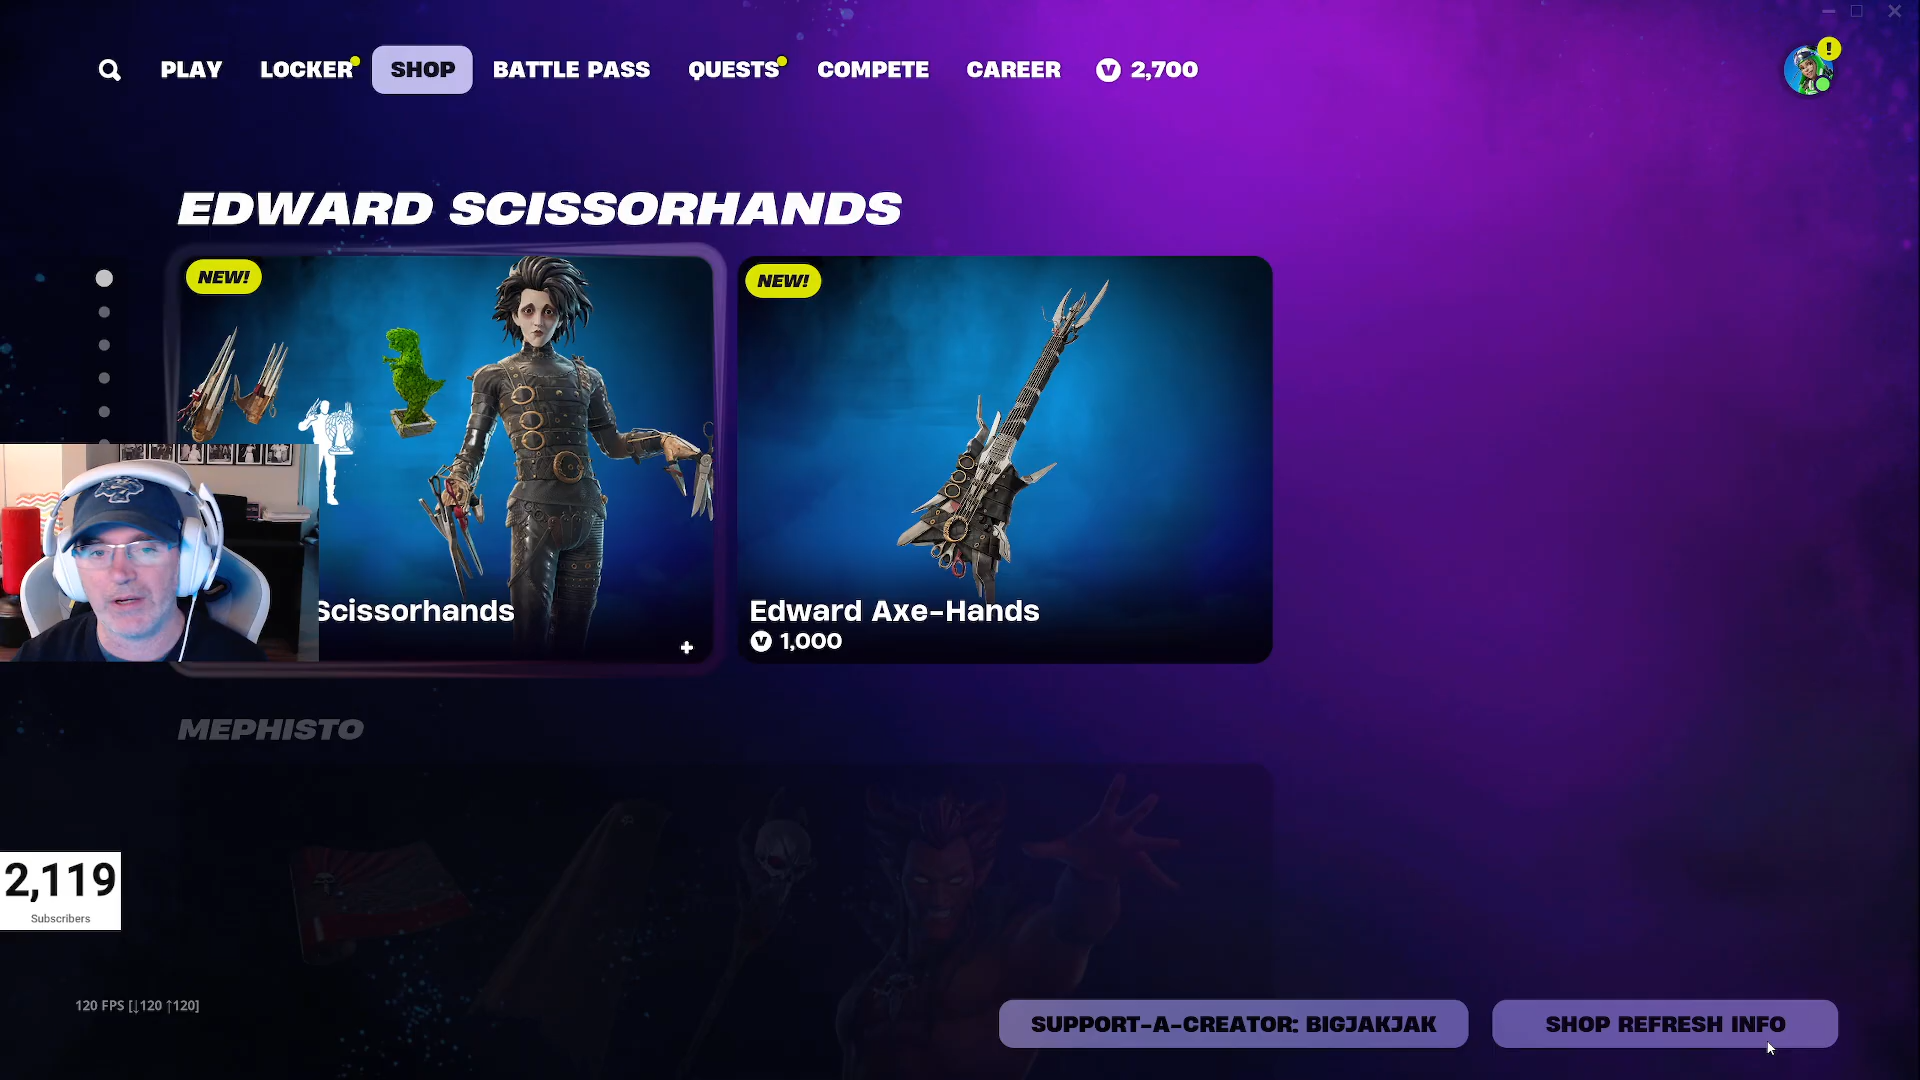 PLAY LOCKER SHOP BATTLE PASS QUESTS COMPETE CAREER V 2,700 !
EDWARD SCISSORHANDS
NEW!
NEW!
Scissorhands
+
Edward Axe-Hands
V 1,000
MEPHISTO
2,119
Subscribers
120 FPS [↓120 ↑120]
SUPPORT-A-CREATOR: BIGJAKJAK
SHOP REFRESH INFO